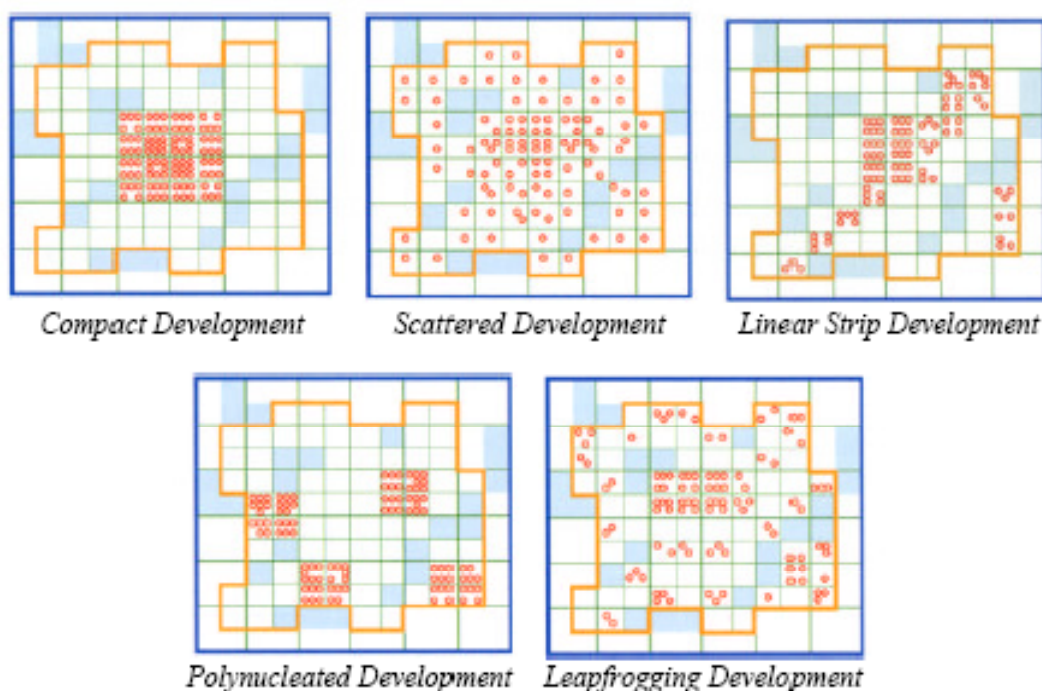 Compact Development
Scattered Development
Linear Strip Development
Polynucleated Development
Leapfrogging Development